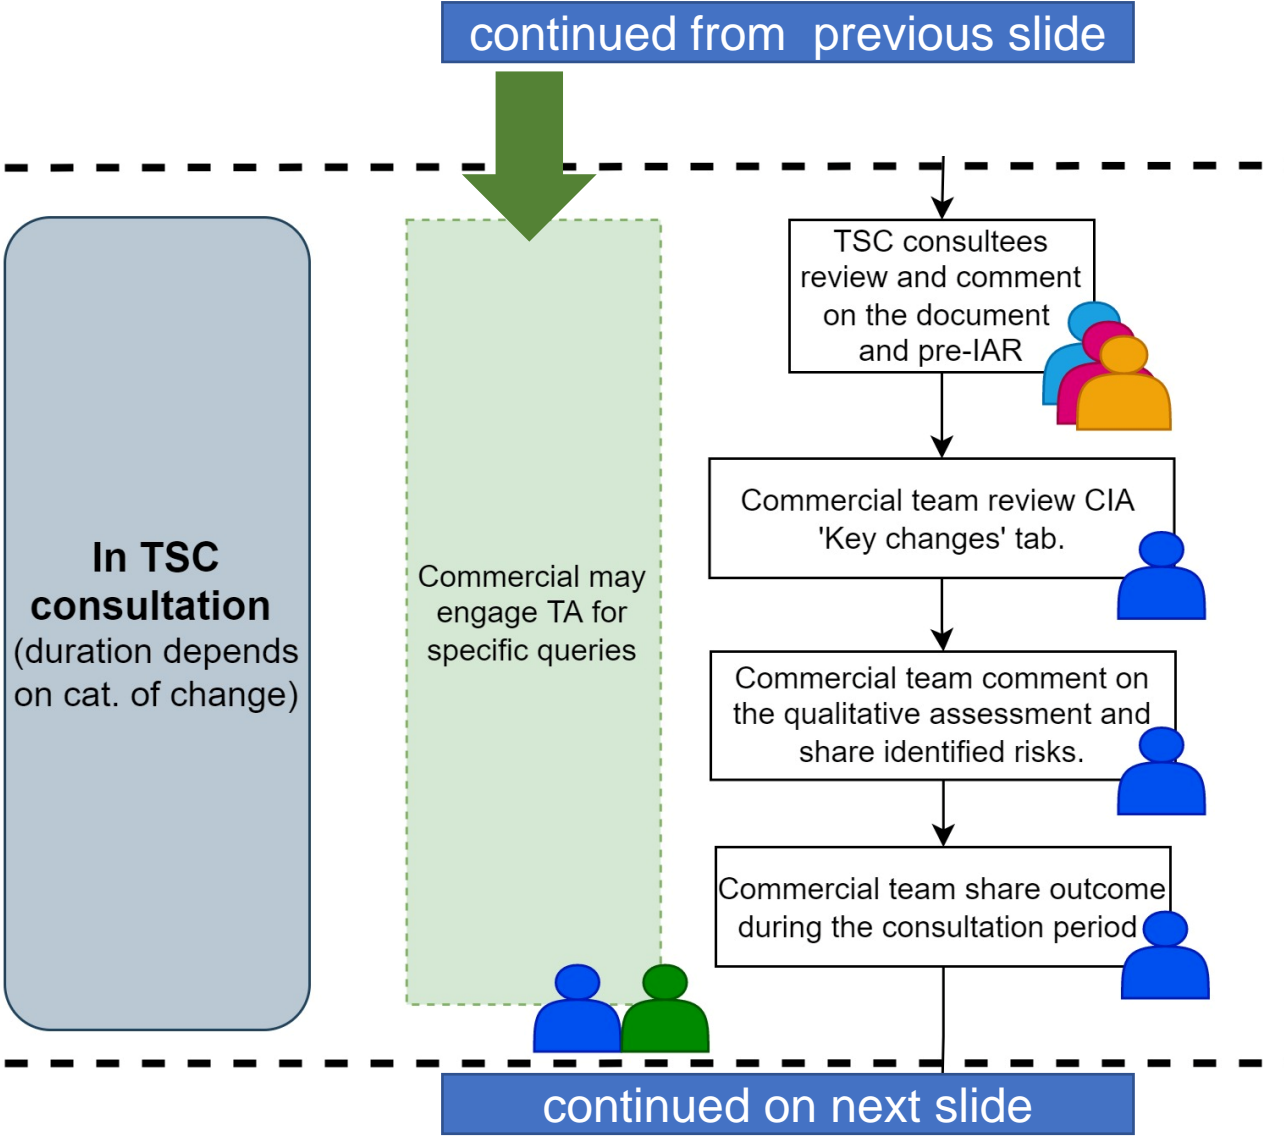 continued from previous slide
In TSC
consultation
(duration depends
on cat. of change)
Commercial may
engage TA for
specific queries
TSC consultees
review and comment
on the document
and pre-IAR
Commercial team review CIA
'Key changes' tab.
Commercial team comment on
the qualitative assessment and
share identified risks.
Commercial team share outcome
during the consultation period
continued on next slide